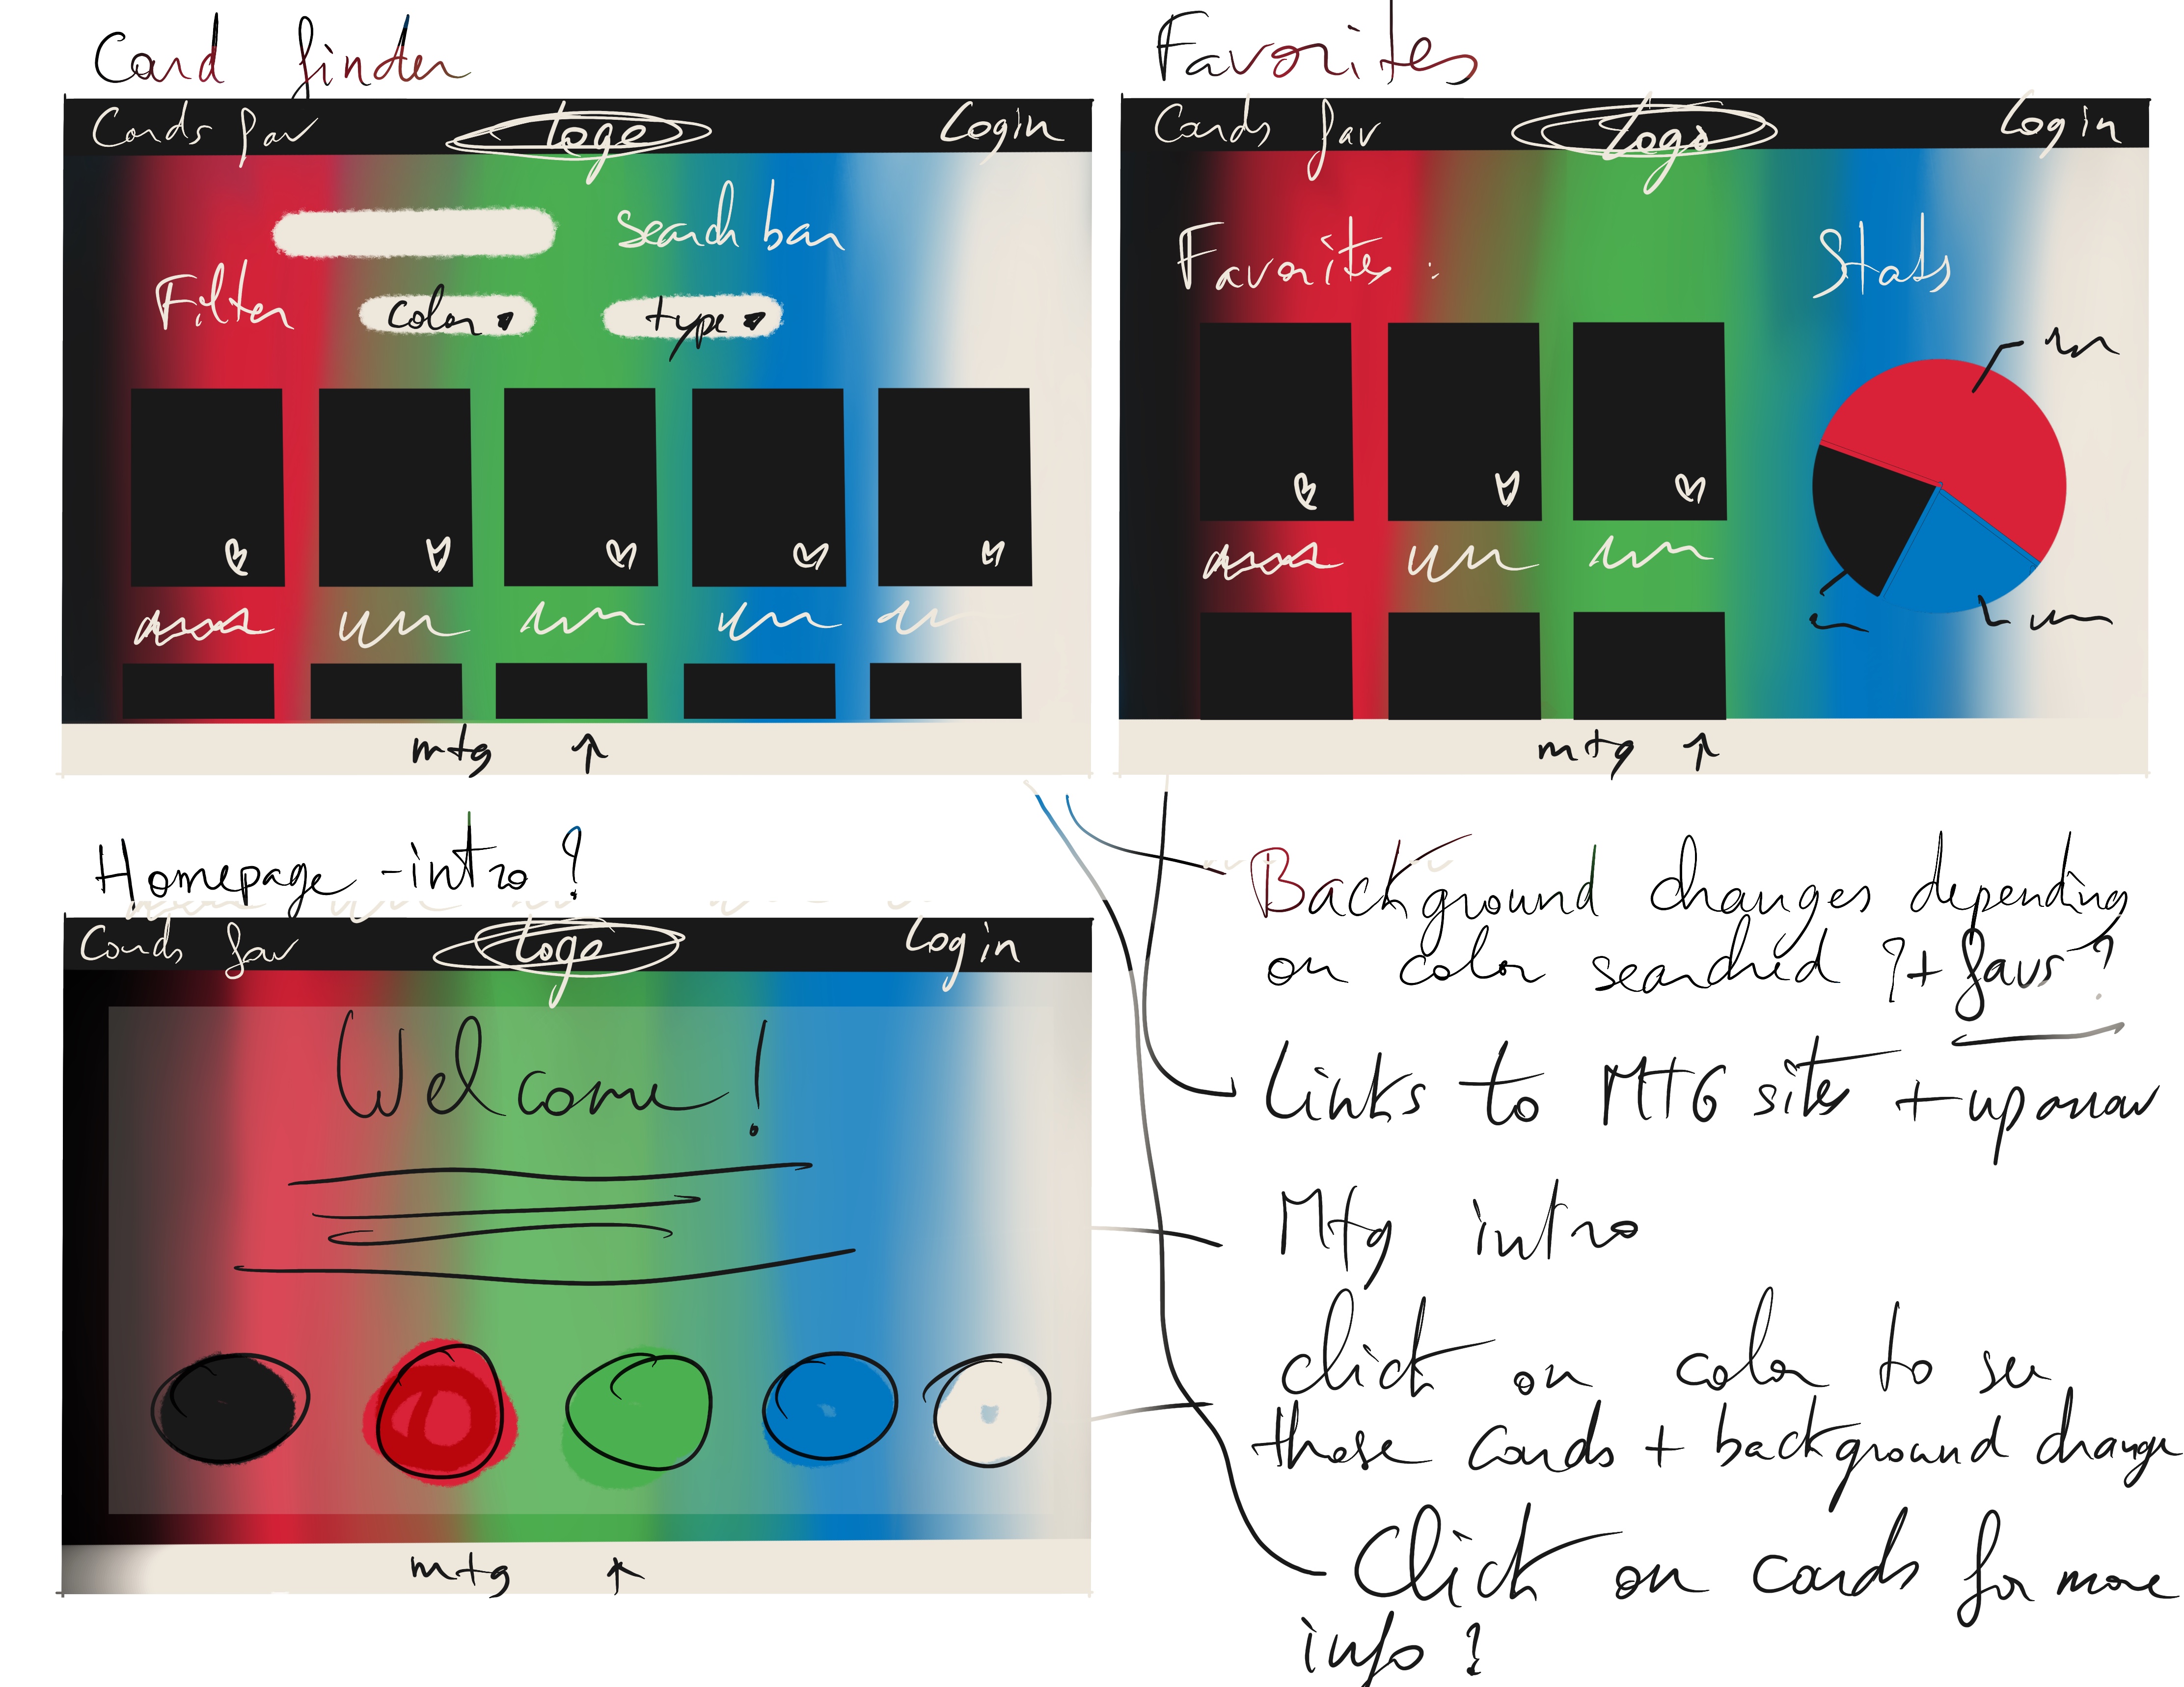 Card finder
Cards fav
Logo
Login
search bar
Filter
color
type
mtg ↑
Favorites
Cards fav
Logo
Login
Favorites :
Stats
mtg ↑
Homepage - intro ?
Cards fav
Logo
Login
Welcome !
mtg ↑
Background changes depending
on color searched ? + favs ?
Links to MTG sites + up arrow
Mtg intro
click on color to see
those cards + background change
Click on cards for more
info ?